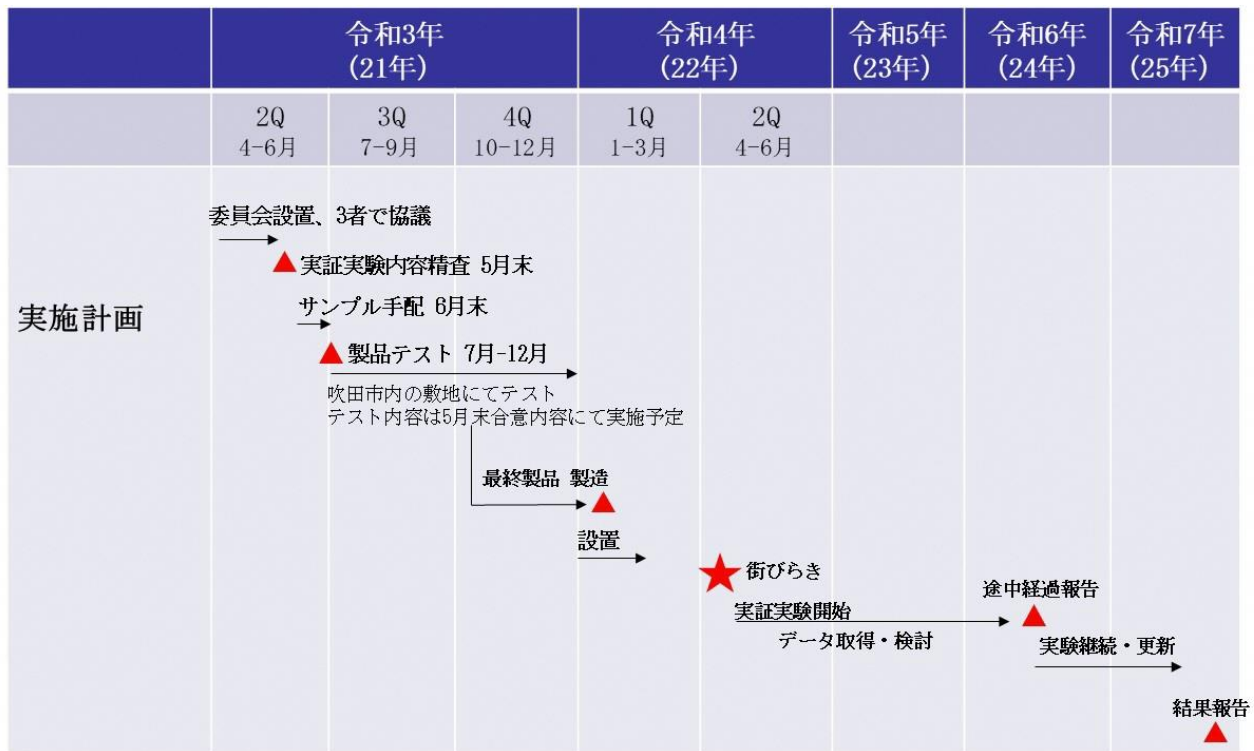 令和3年
(21年)
令和4年
(22年)
令和5年
(23年)
令和6年
(24年)
令和7年
(25年)
2Q
4-6月
3Q
7-9月
4Q
10-12月
1Q
1-3月
2Q
4-6月
実施計画
委員会設置、3者で協議
実証実験内容精査 5月末
サンプル手配 6月末
製品テスト 7月-12月
吹田市内の敷地にてテスト
テスト内容は5月末合意内容にて実施予定
最終製品 製造
設置
街びらき
実証実験開始
データ取得・検討
途中経過報告
実験継続・更新
結果報告